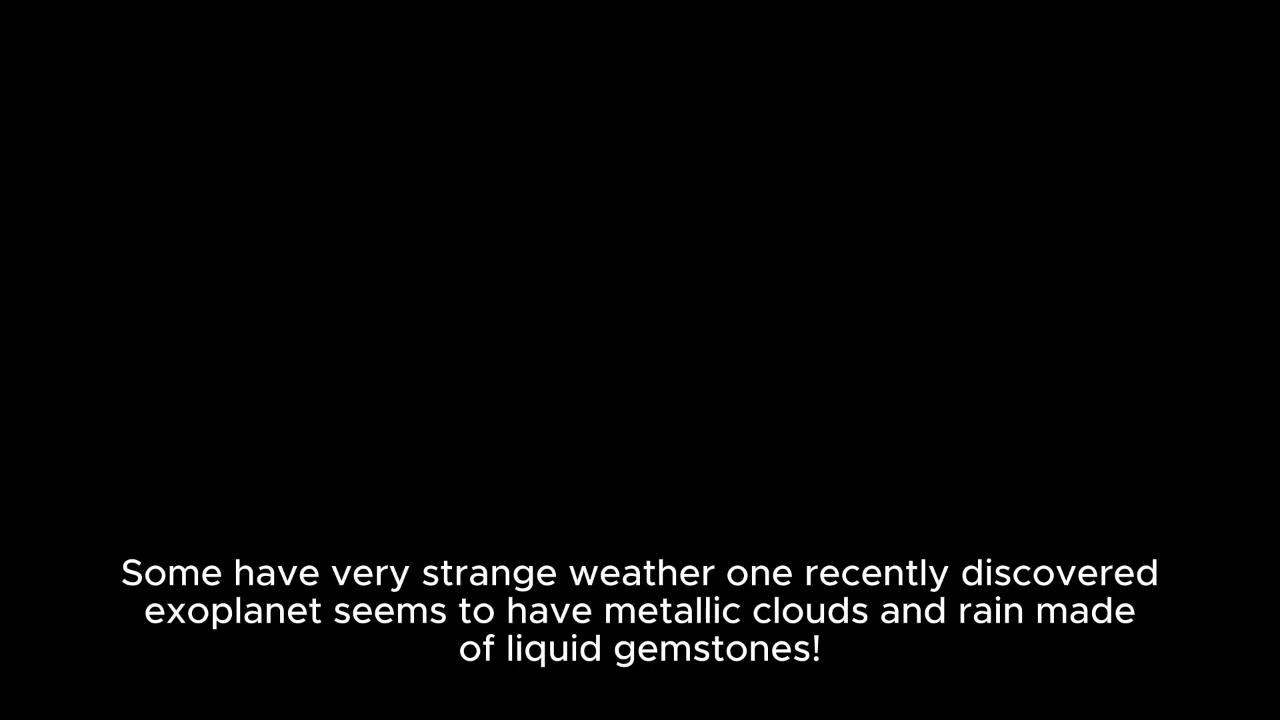 Some have very strange weather one recently discovered
exoplanet seems to have metallic clouds and rain made
of liquid gemstones!